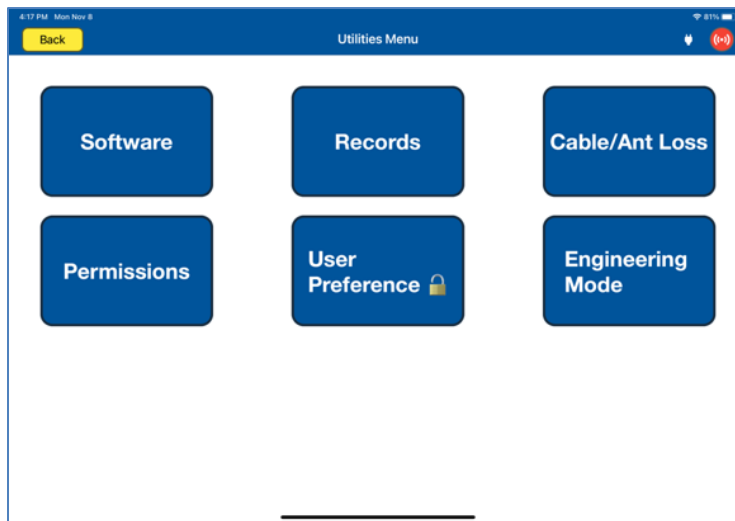 4:17 PM Mon Nov 8
81%
Back
Utilities Menu
Software
Records
Cable/Ant Loss
Permissions
User
Preference
Engineering
Mode